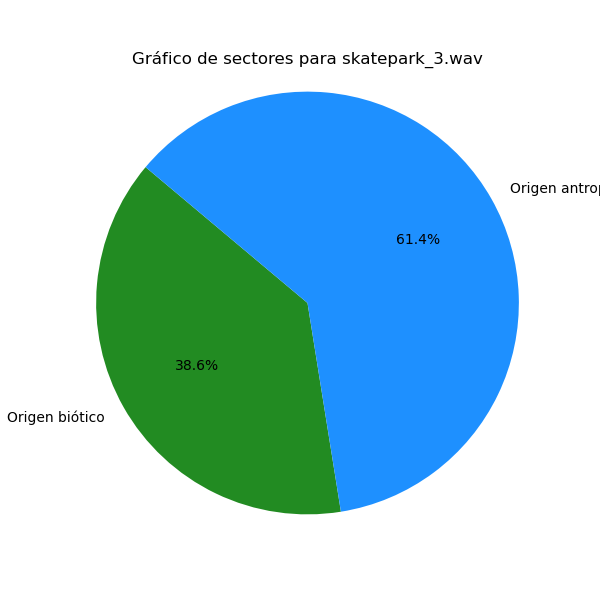 Gráfico de sectores para skatepark_3.wav
Origen antrop
61.4%
38.6%
Origen biótico